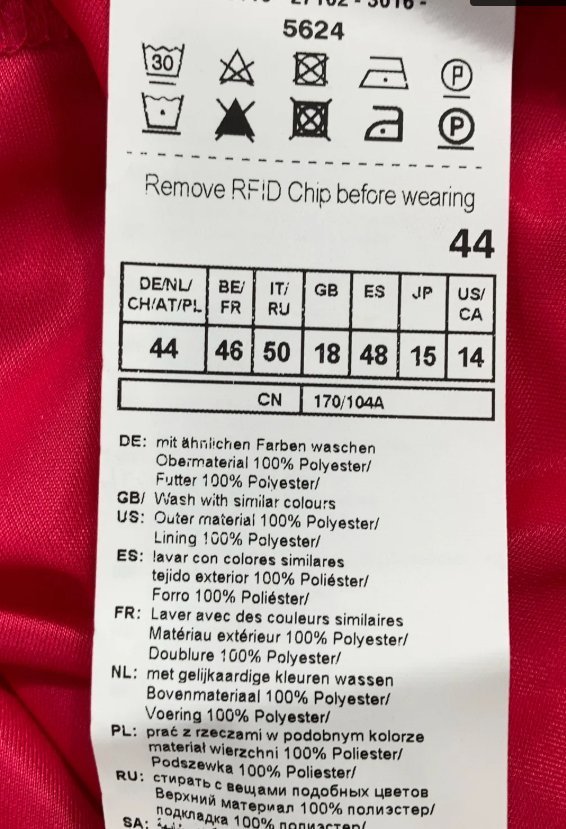 5624
30
P
P
Remove RFID Chip before wearing
44
DE/NL/ CH/AT/PL BE/ FR IT/ RU GB ES JP US/ CA
44 46 50 18 48 15 14
CN 170/104A
DE: mit ähnlichen Farben waschen
Obermaterial 100% Polyester/
Futter 100% Polyester/
GB/ Wash with similar colours
US: Outer material 100% Polyester/
Lining 100% Polyester/
ES: lavar con colores similares
tejido exterior 100% Poliéster/
Forro 100% Poliéster/
FR: Laver avec des couleurs similaires
Matériau extérieur 100% Polyester/
Doublure 100% Polyester/
NL: met gelijkaardige kleuren wassen
Bovenmateriaal 100% Polyester/
Voering 100% Polyester/
PL: prać z rzeczami w podobnym kolorze
materiał wierzchni 100% Poliester/
Podszewka 100% Poliester/
RU: стирать с вещами подобных цветов
Верхний материал 100% полиэстер/
подкладка 100% полиэстер/
SA: